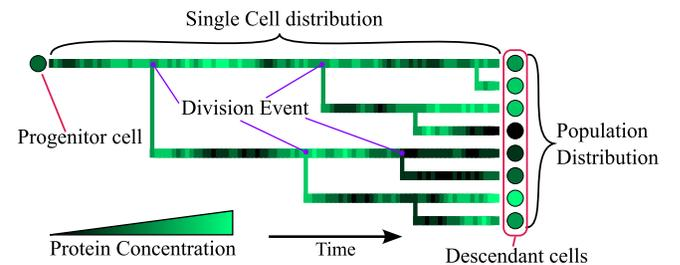 Single Cell distribution
Division Event
Progenitor cell
Population
Distribution
Protein Concentration
Time
Descendant cells